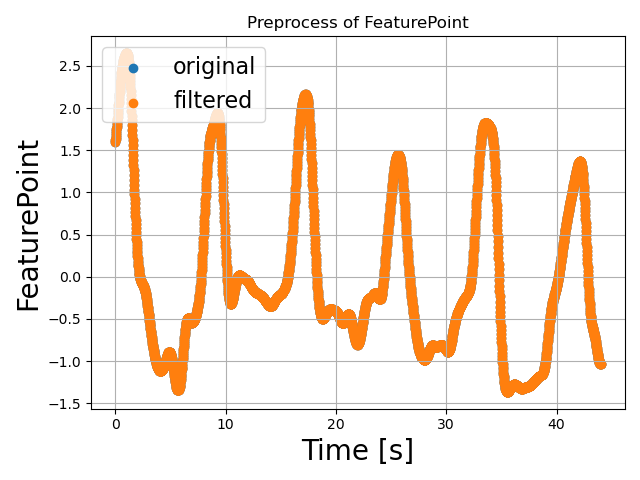 Preprocess of FeaturePoint
original
filtered
FeaturePoint
2.5
2.0
1.5
1.0
0.5
0.0
−0.5
−1.0
−1.5
0 10 20 30 40
Time [s]